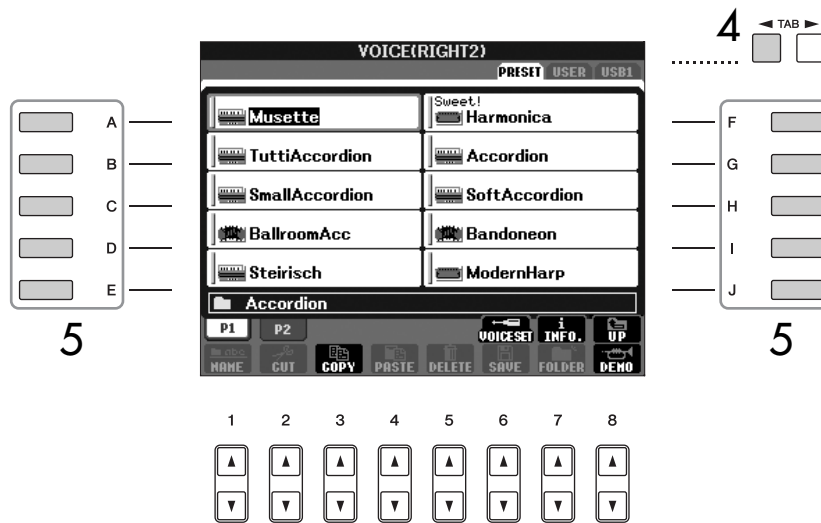 4 ◄ TAB ►
VOICE(RIGHT2)
PRESET USER USB1
A Musette Sweet! Harmonica F
B TuttiAccordion Accordion G
C SmallAccordion SoftAccordion H
D BallroomAcc Bandoneon I
E Steirisch ModernHarp J
Accordion
5 P1 P2 VOICESET i INFO. UP 5
abc
NAME CUT COPY PASTE DELETE SAVE FOLDER DEMO
1 2 3 4 5 6 7 8